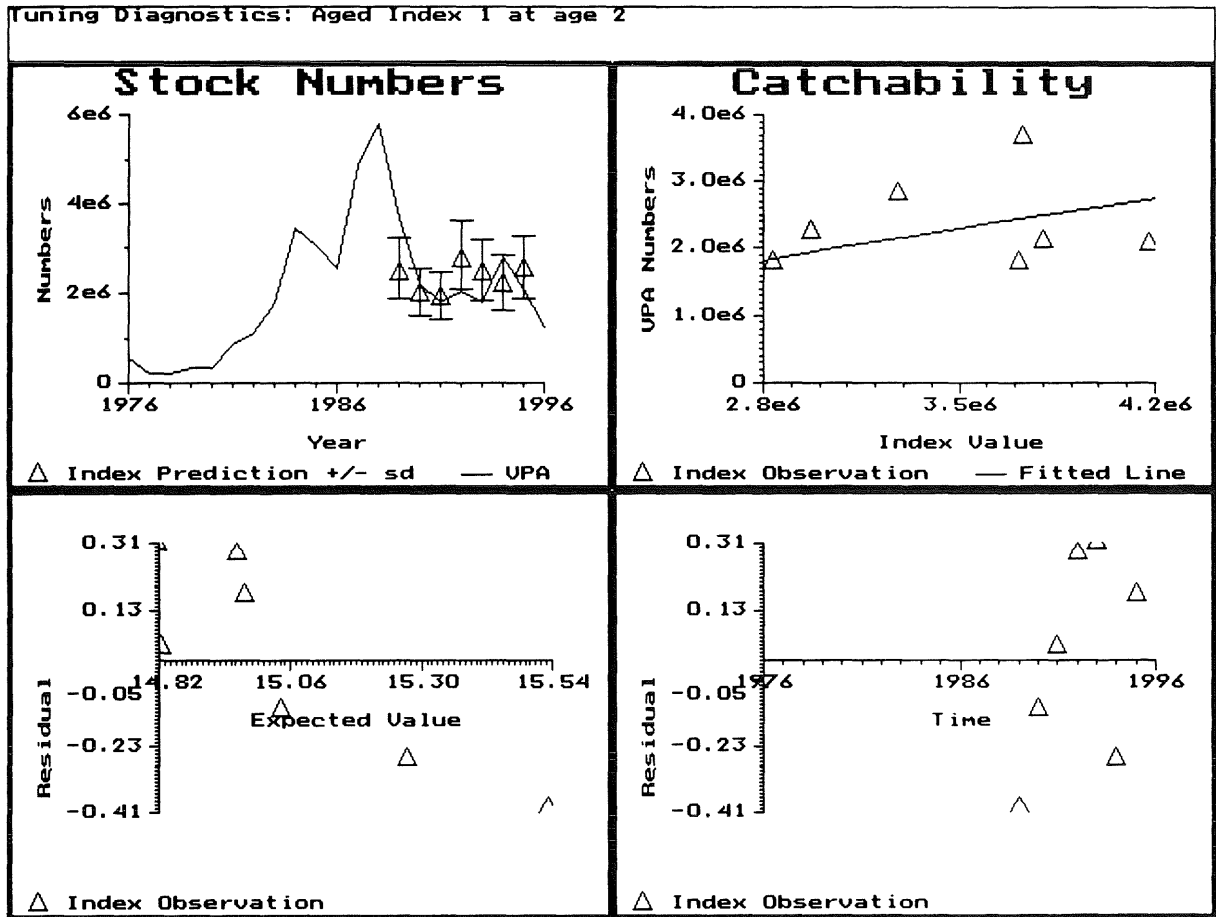 Tuning Diagnostics: Aged Index 1 at age 2
Stock Numbers
6e6
4e6
2e6
0
Numbers
1976
1986
1996
Year
△ Index Prediction +/- sd — VPA
Catchability
4.0e6
3.0e6
2.0e6
1.0e6
0
VPA Numbers
2.8e6
3.5e6
4.2e6
Index Value
△ Index Observation — Fitted Line
0.31
0.13
-0.05
-0.23
-0.41
Residual
14.82
15.06
15.30
15.54
Expected Value
△ Index Observation
0.31
0.13
-0.05
-0.23
-0.41
Residual
1976
1986
1996
Time
△ Index Observation